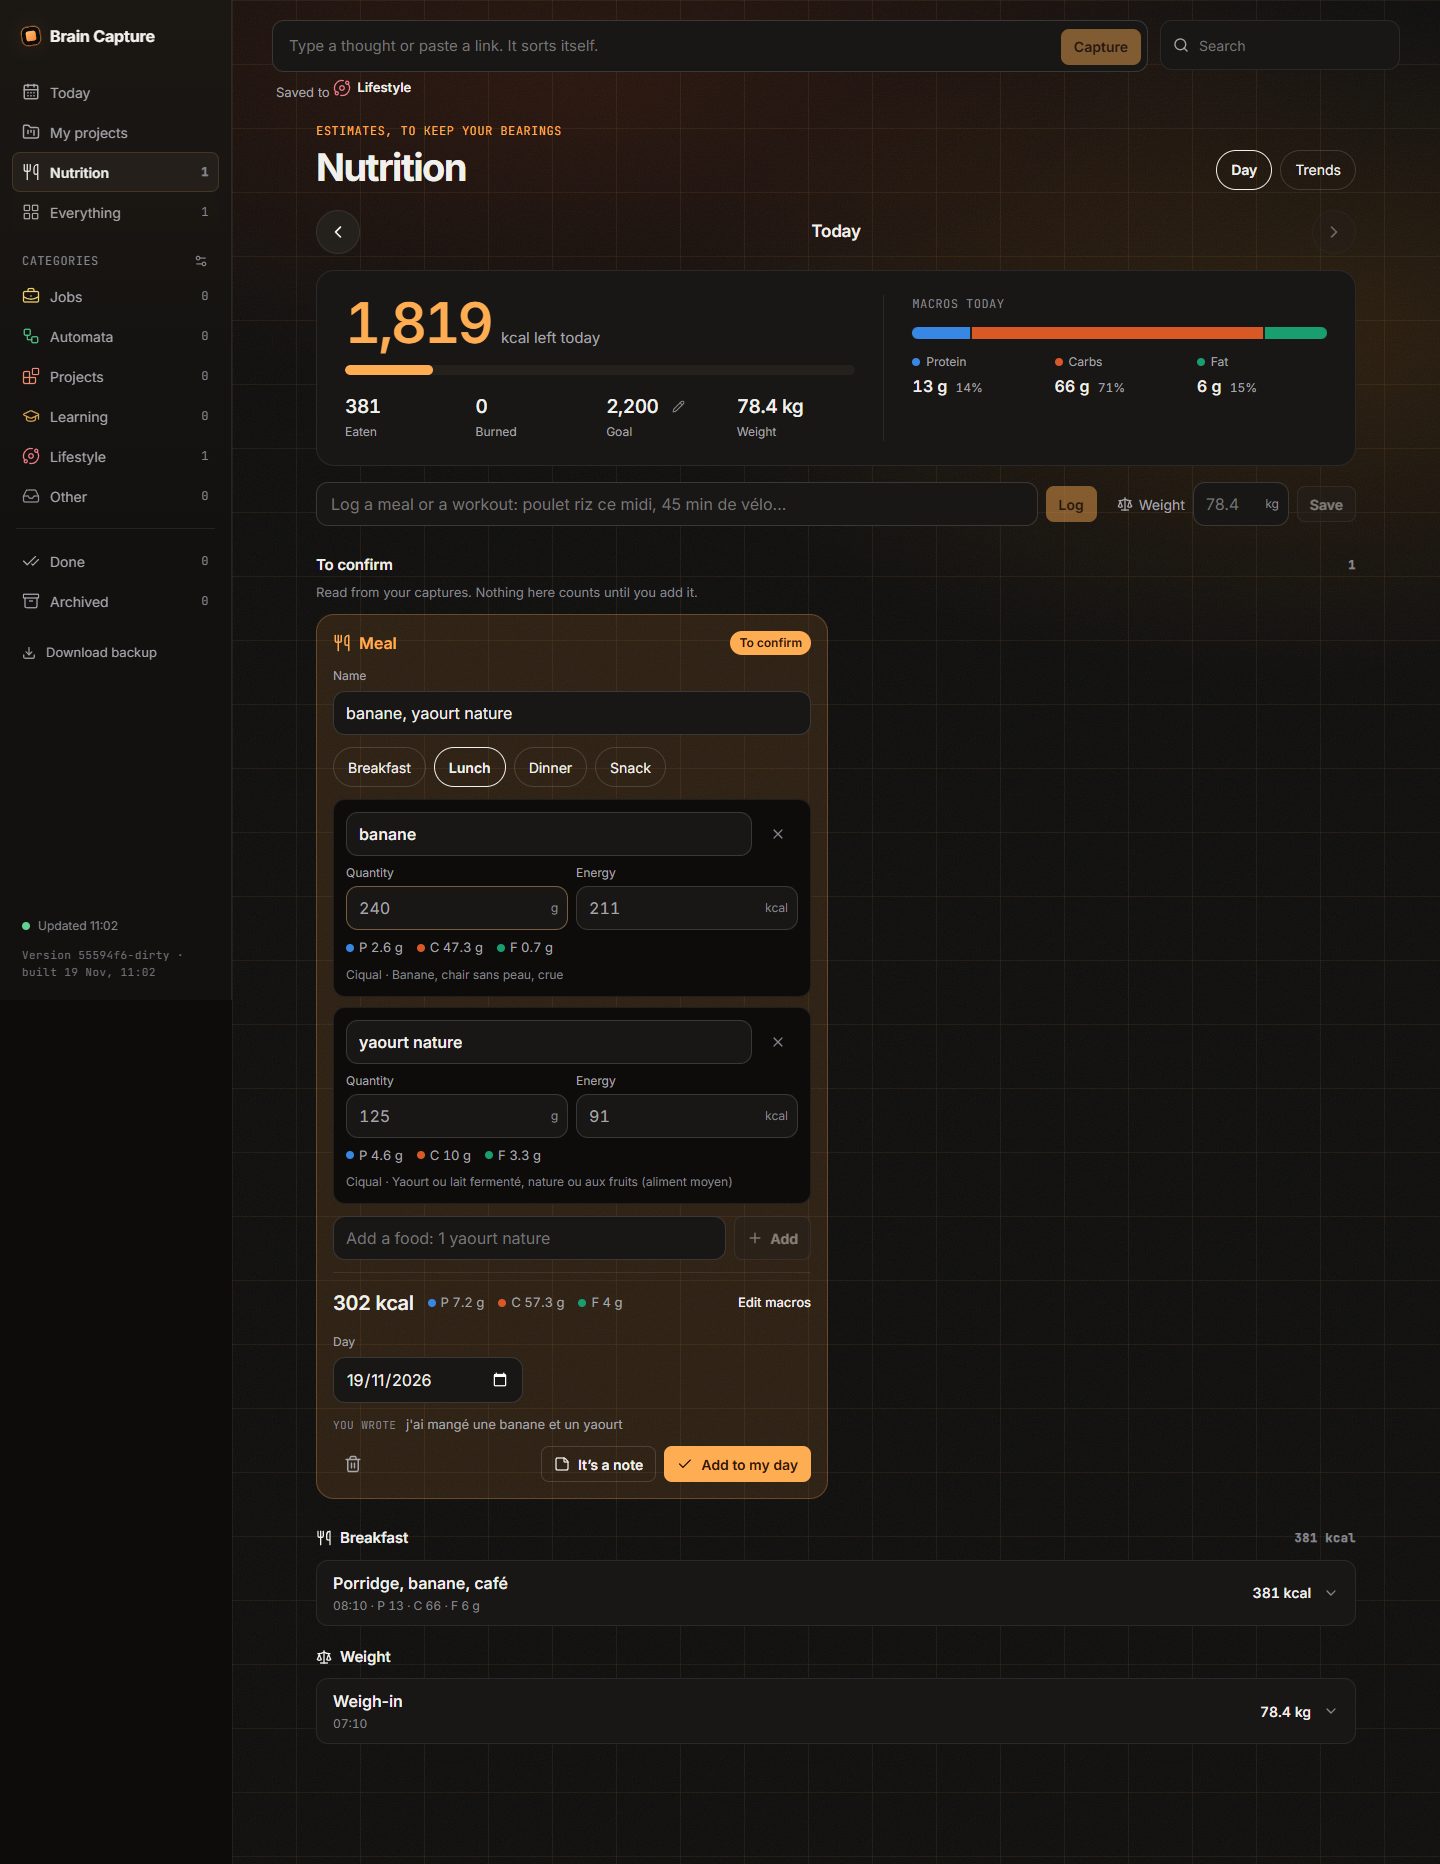 Brain Capture
Today
My projects
Nutrition 1
Everything 1
CATEGORIES
Jobs 0
Automata 0
Projects 0
Learning 0
Lifestyle 1
Other 0
Done 0
Archived 0
Download backup
Updated 11:02
Version 55594f6-dirty ·
built 19 Nov, 11:02
Type a thought or paste a link. It sorts itself.
Capture
Search
Saved to Lifestyle
ESTIMATES, TO KEEP YOUR BEARINGS
Nutrition
Day
Trends
Today
1,819 kcal left today
381
Eaten
0
Burned
2,200
Goal
78.4 kg
Weight
MACROS TODAY
Protein
13 g 14%
Carbs
66 g 71%
Fat
6 g 15%
Log a meal or a workout: poulet riz ce midi, 45 min de vélo...
Log
Weight
78.4 kg
Save
To confirm 1
Read from your captures. Nothing here counts until you add it.
Meal
To confirm
Name
banane, yaourt nature
Breakfast
Lunch
Dinner
Snack
banane
Quantity
240 g
Energy
211 kcal
P 2.6 g C 47.3 g F 0.7 g
Ciqual · Banane, chair sans peau, crue
yaourt nature
Quantity
125 g
Energy
91 kcal
P 4.6 g C 10 g F 3.3 g
Ciqual · Yaourt ou lait fermenté, nature ou aux fruits (aliment moyen)
Add a food: 1 yaourt nature
Add
302 kcal P 7.2 g C 57.3 g F 4 g
Edit macros
Day
19/11/2026
YOU WROTE j'ai mangé une banane et un yaourt
It's a note
Add to my day
Breakfast 381 kcal
Porridge, banane, café
08:10 · P 13 · C 66 · F 6 g
381 kcal
Weight
Weigh-in
07:10
78.4 kg